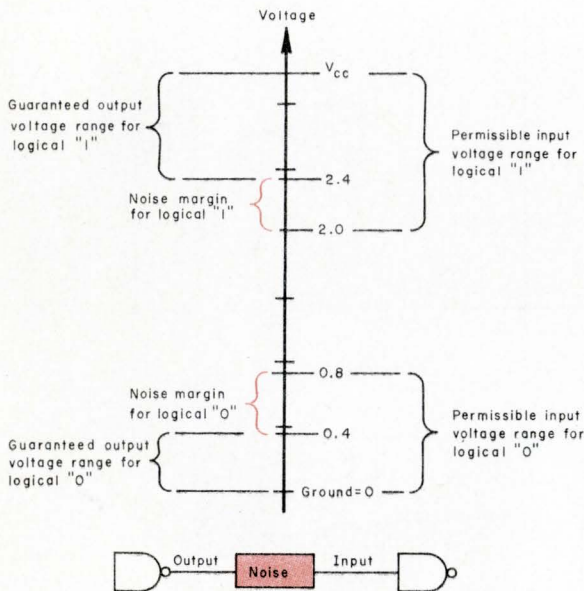 Voltage
Vcc
Guaranteed output
voltage range for
logical "1"
Permissible input
voltage range for
logical "1"
2.4
Noise margin
for logical "1"
2.0
0.8
Noise margin
for logical "0"
0.4
Guaranteed output
voltage range for
logical "0"
Permissible input
voltage range for
logical "0"
Ground=0
Output
Noise
Input